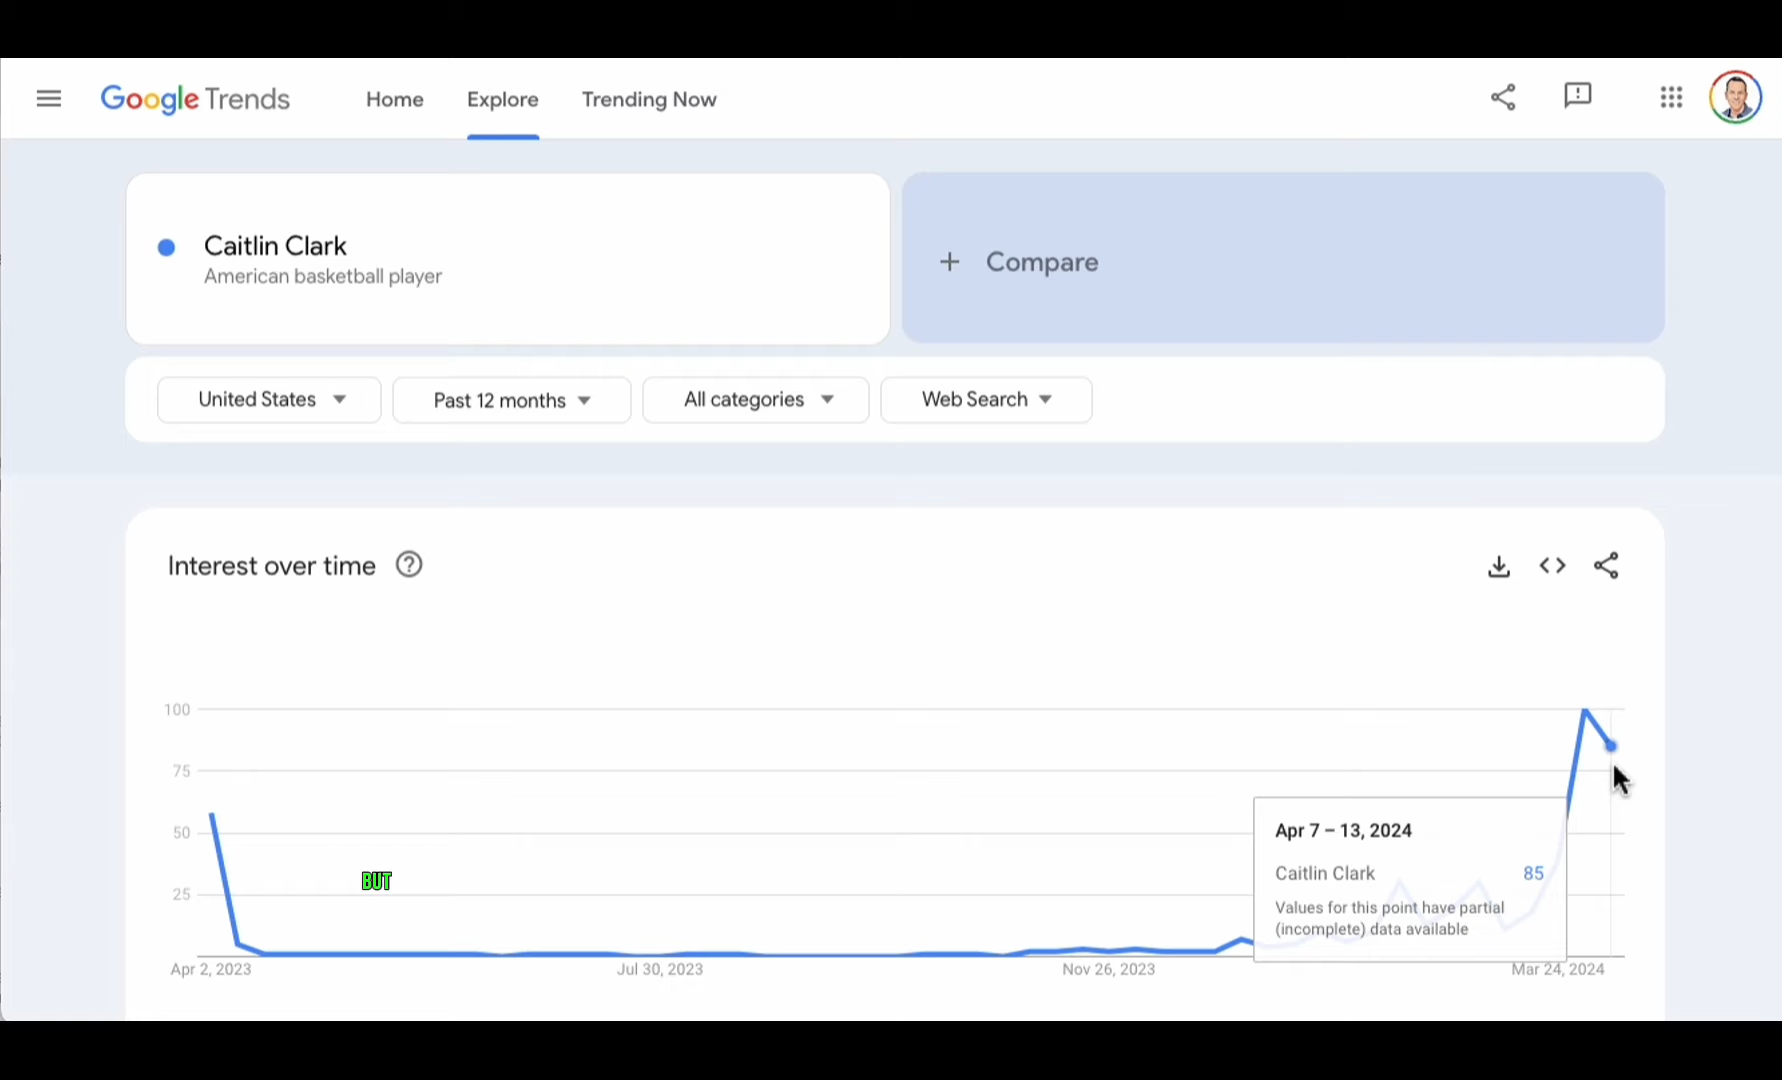 Google Trends
Home
Explore
Trending Now
Caitlin Clark
American basketball player
+ Compare
United States
Past 12 months
All categories
Web Search
Interest over time
100
75
50
25
BUT
Apr 7 – 13, 2024
Caitlin Clark 85
Values for this point have partial
(incomplete) data available
Apr 2, 2023
Jul 30, 2023
Nov 26, 2023
Mar 24, 2024